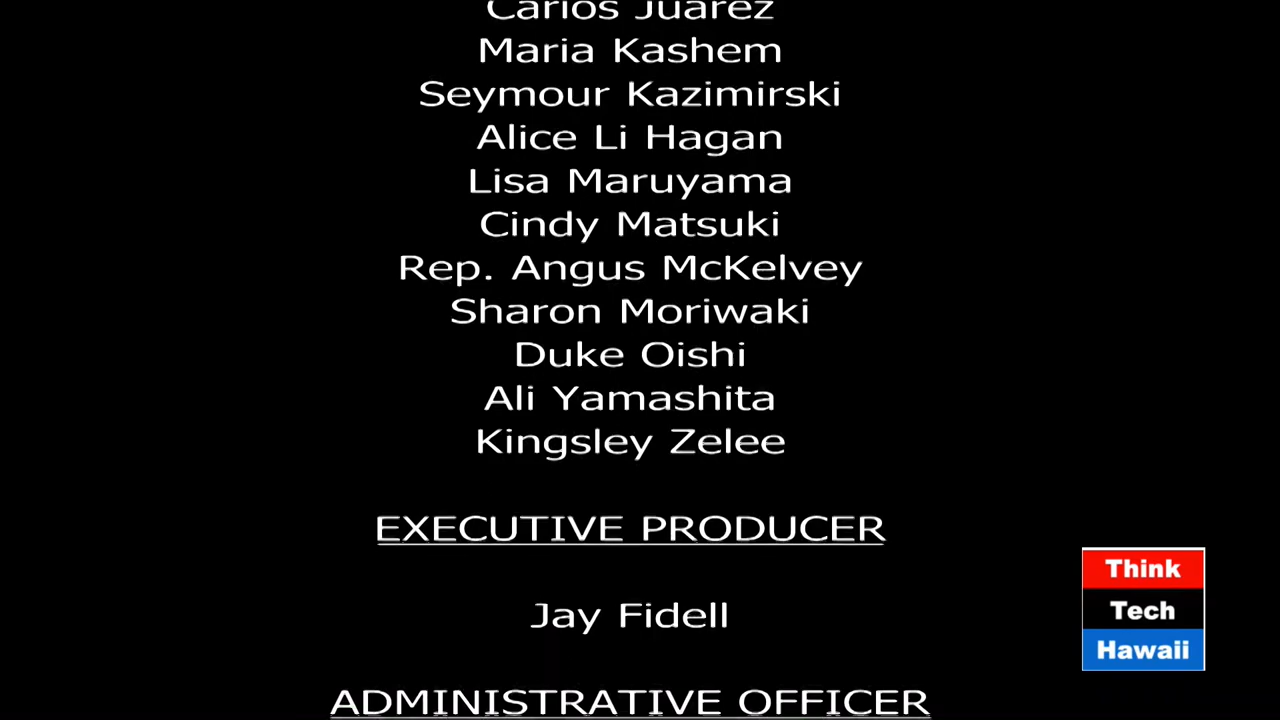 Carlos Juarez
Maria Kashem
Seymour Kazimirski
Alice Li Hagan
Lisa Maruyama
Cindy Matsuki
Rep. Angus McKelvey
Sharon Moriwaki
Duke Oishi
Ali Yamashita
Kingsley Zelee
EXECUTIVE PRODUCER
Jay Fidell
ADMINISTRATIVE OFFICER
Think
Tech
Hawaii